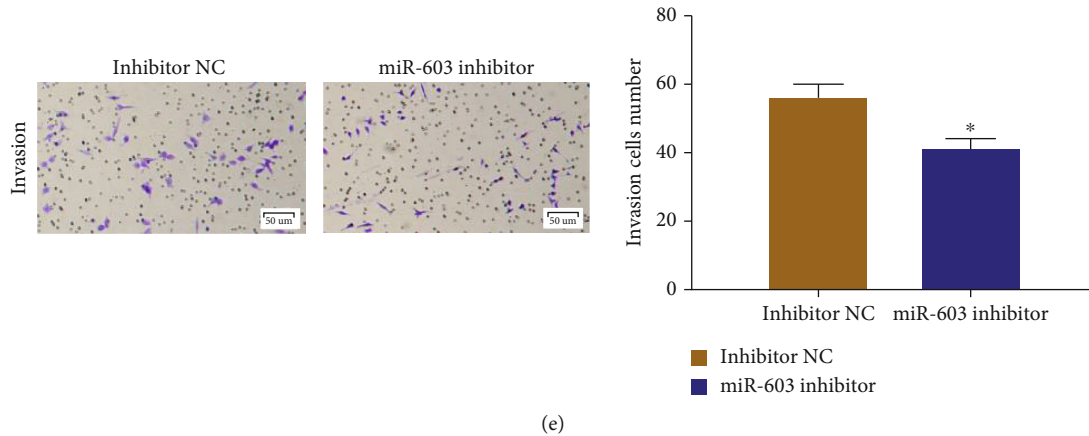 Inhibitor NC
miR-603 inhibitor
Invasion
50 um
50 um
Invasion cells number
80
60
40
20
0
*
Inhibitor NC
miR-603 inhibitor
Inhibitor NC
miR-603 inhibitor
(e)